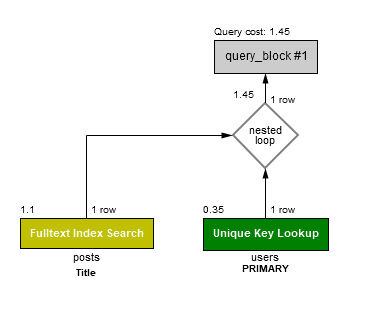 Query cost: 1.45
query_block #1
1.45
1 row
nested
loop
1.1
1 row
0.35
1 row
Fulltext Index Search
Unique Key Lookup
posts
users
Title
PRIMARY